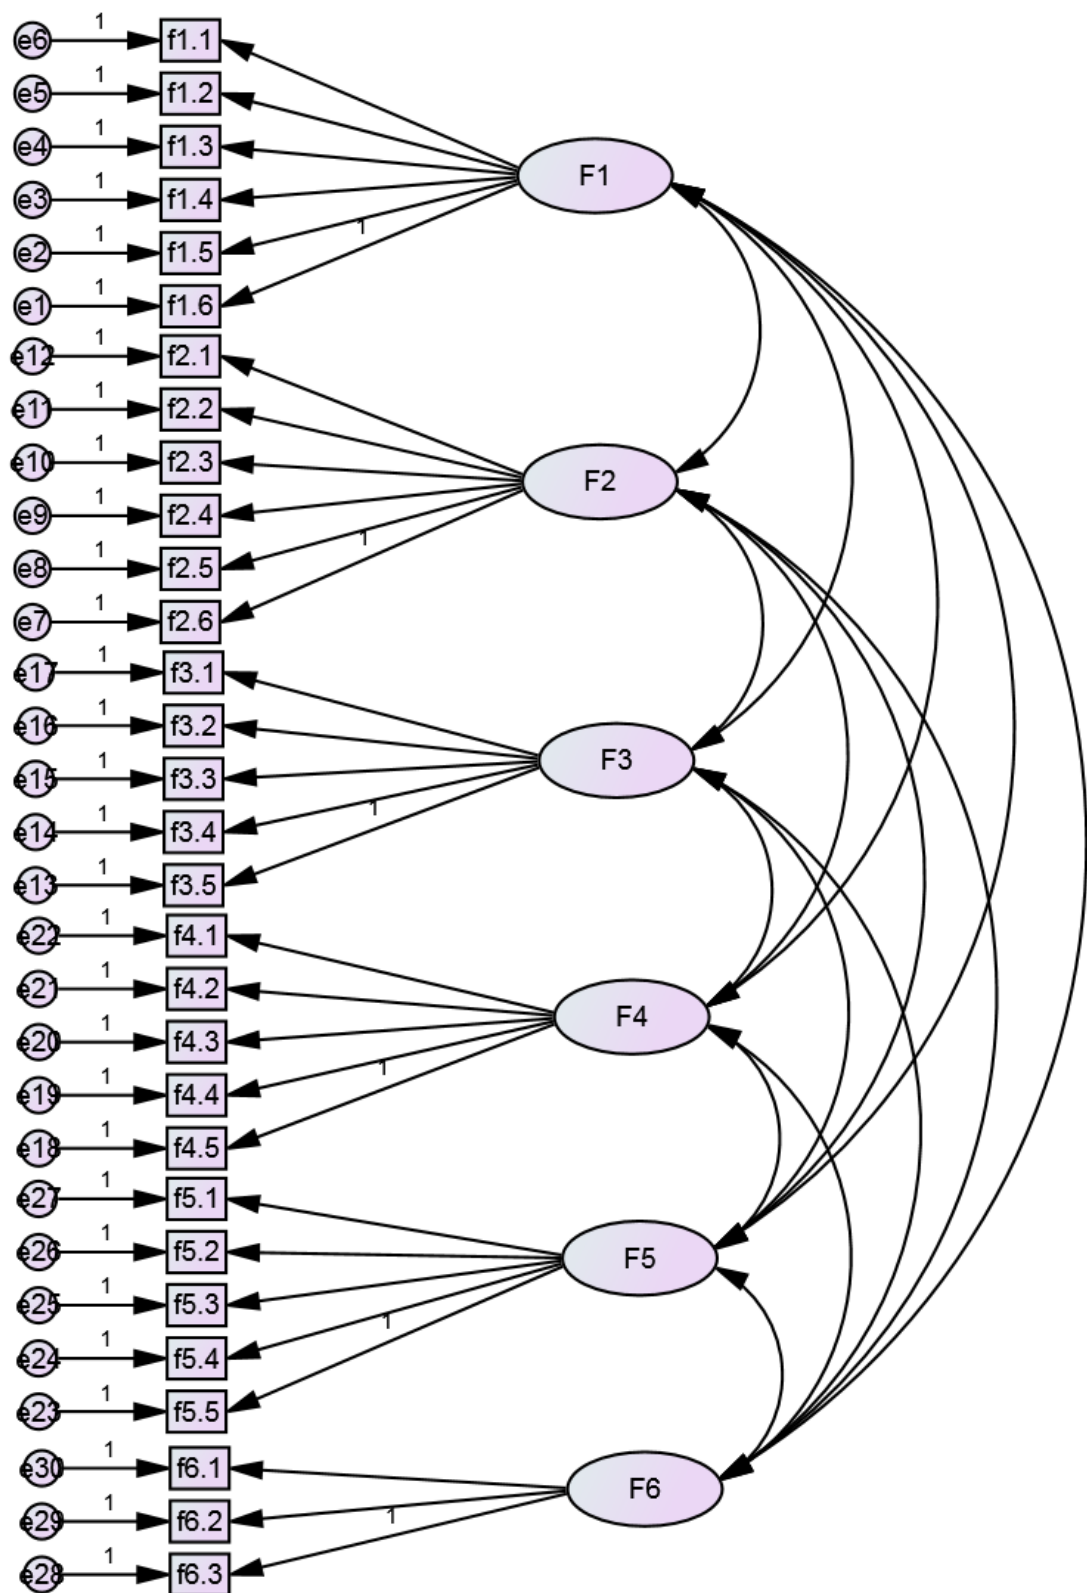 e6 1 f1.1
e5 1 f1.2
e4 1 f1.3
F1
e3 1 f1.4
e2 1 f1.5
1
e1 1 f1.6
e12 1 f2.1
e11 1 f2.2
e10 1 f2.3
F2
e9 1 f2.4
e8 1 f2.5
1
e7 1 f2.6
e17 1 f3.1
e16 1 f3.2
F3
e15 1 f3.3
e14 1 f3.4
1
e13 1 f3.5
e22 1 f4.1
e21 1 f4.2
F4
e20 1 f4.3
e19 1 f4.4
1
e18 1 f4.5
e27 1 f5.1
e26 1 f5.2
F5
e25 1 f5.3
e24 1 f5.4
1
e23 1 f5.5
e30 1 f6.1
F6
e29 1 f6.2
1
e28 1 f6.3